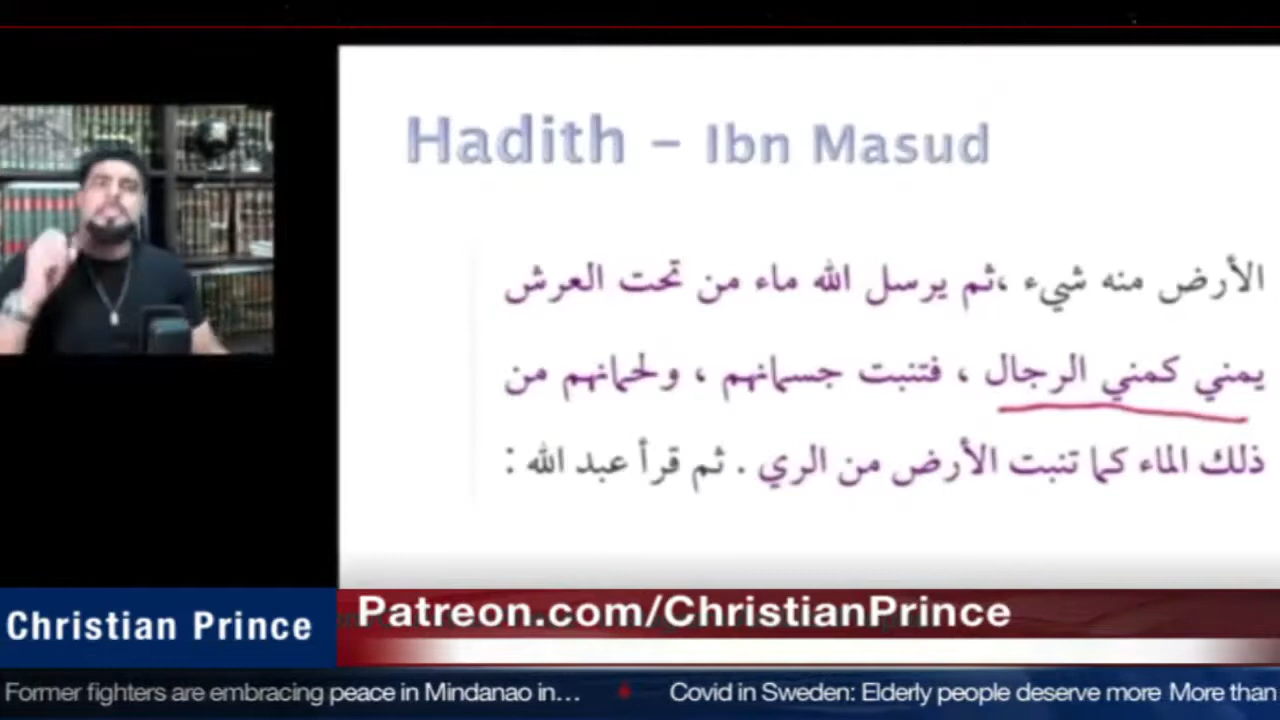 Hadith – Ibn Masud
الأرض منه شيء ،ثم يرسل الله ماء من تحت العرش
يمني كمني الرجال ، فتنبت جسمانهم ، ولحمانهم من
ذلك الماء كما تنبت الأرض من الري . ثم قرأ عبد الله :
Patreon.com/ChristianPrince
Christian Prince
Former fighters are embracing peace in Mindanao in…
Covid in Sweden: Elderly people deserve more More than